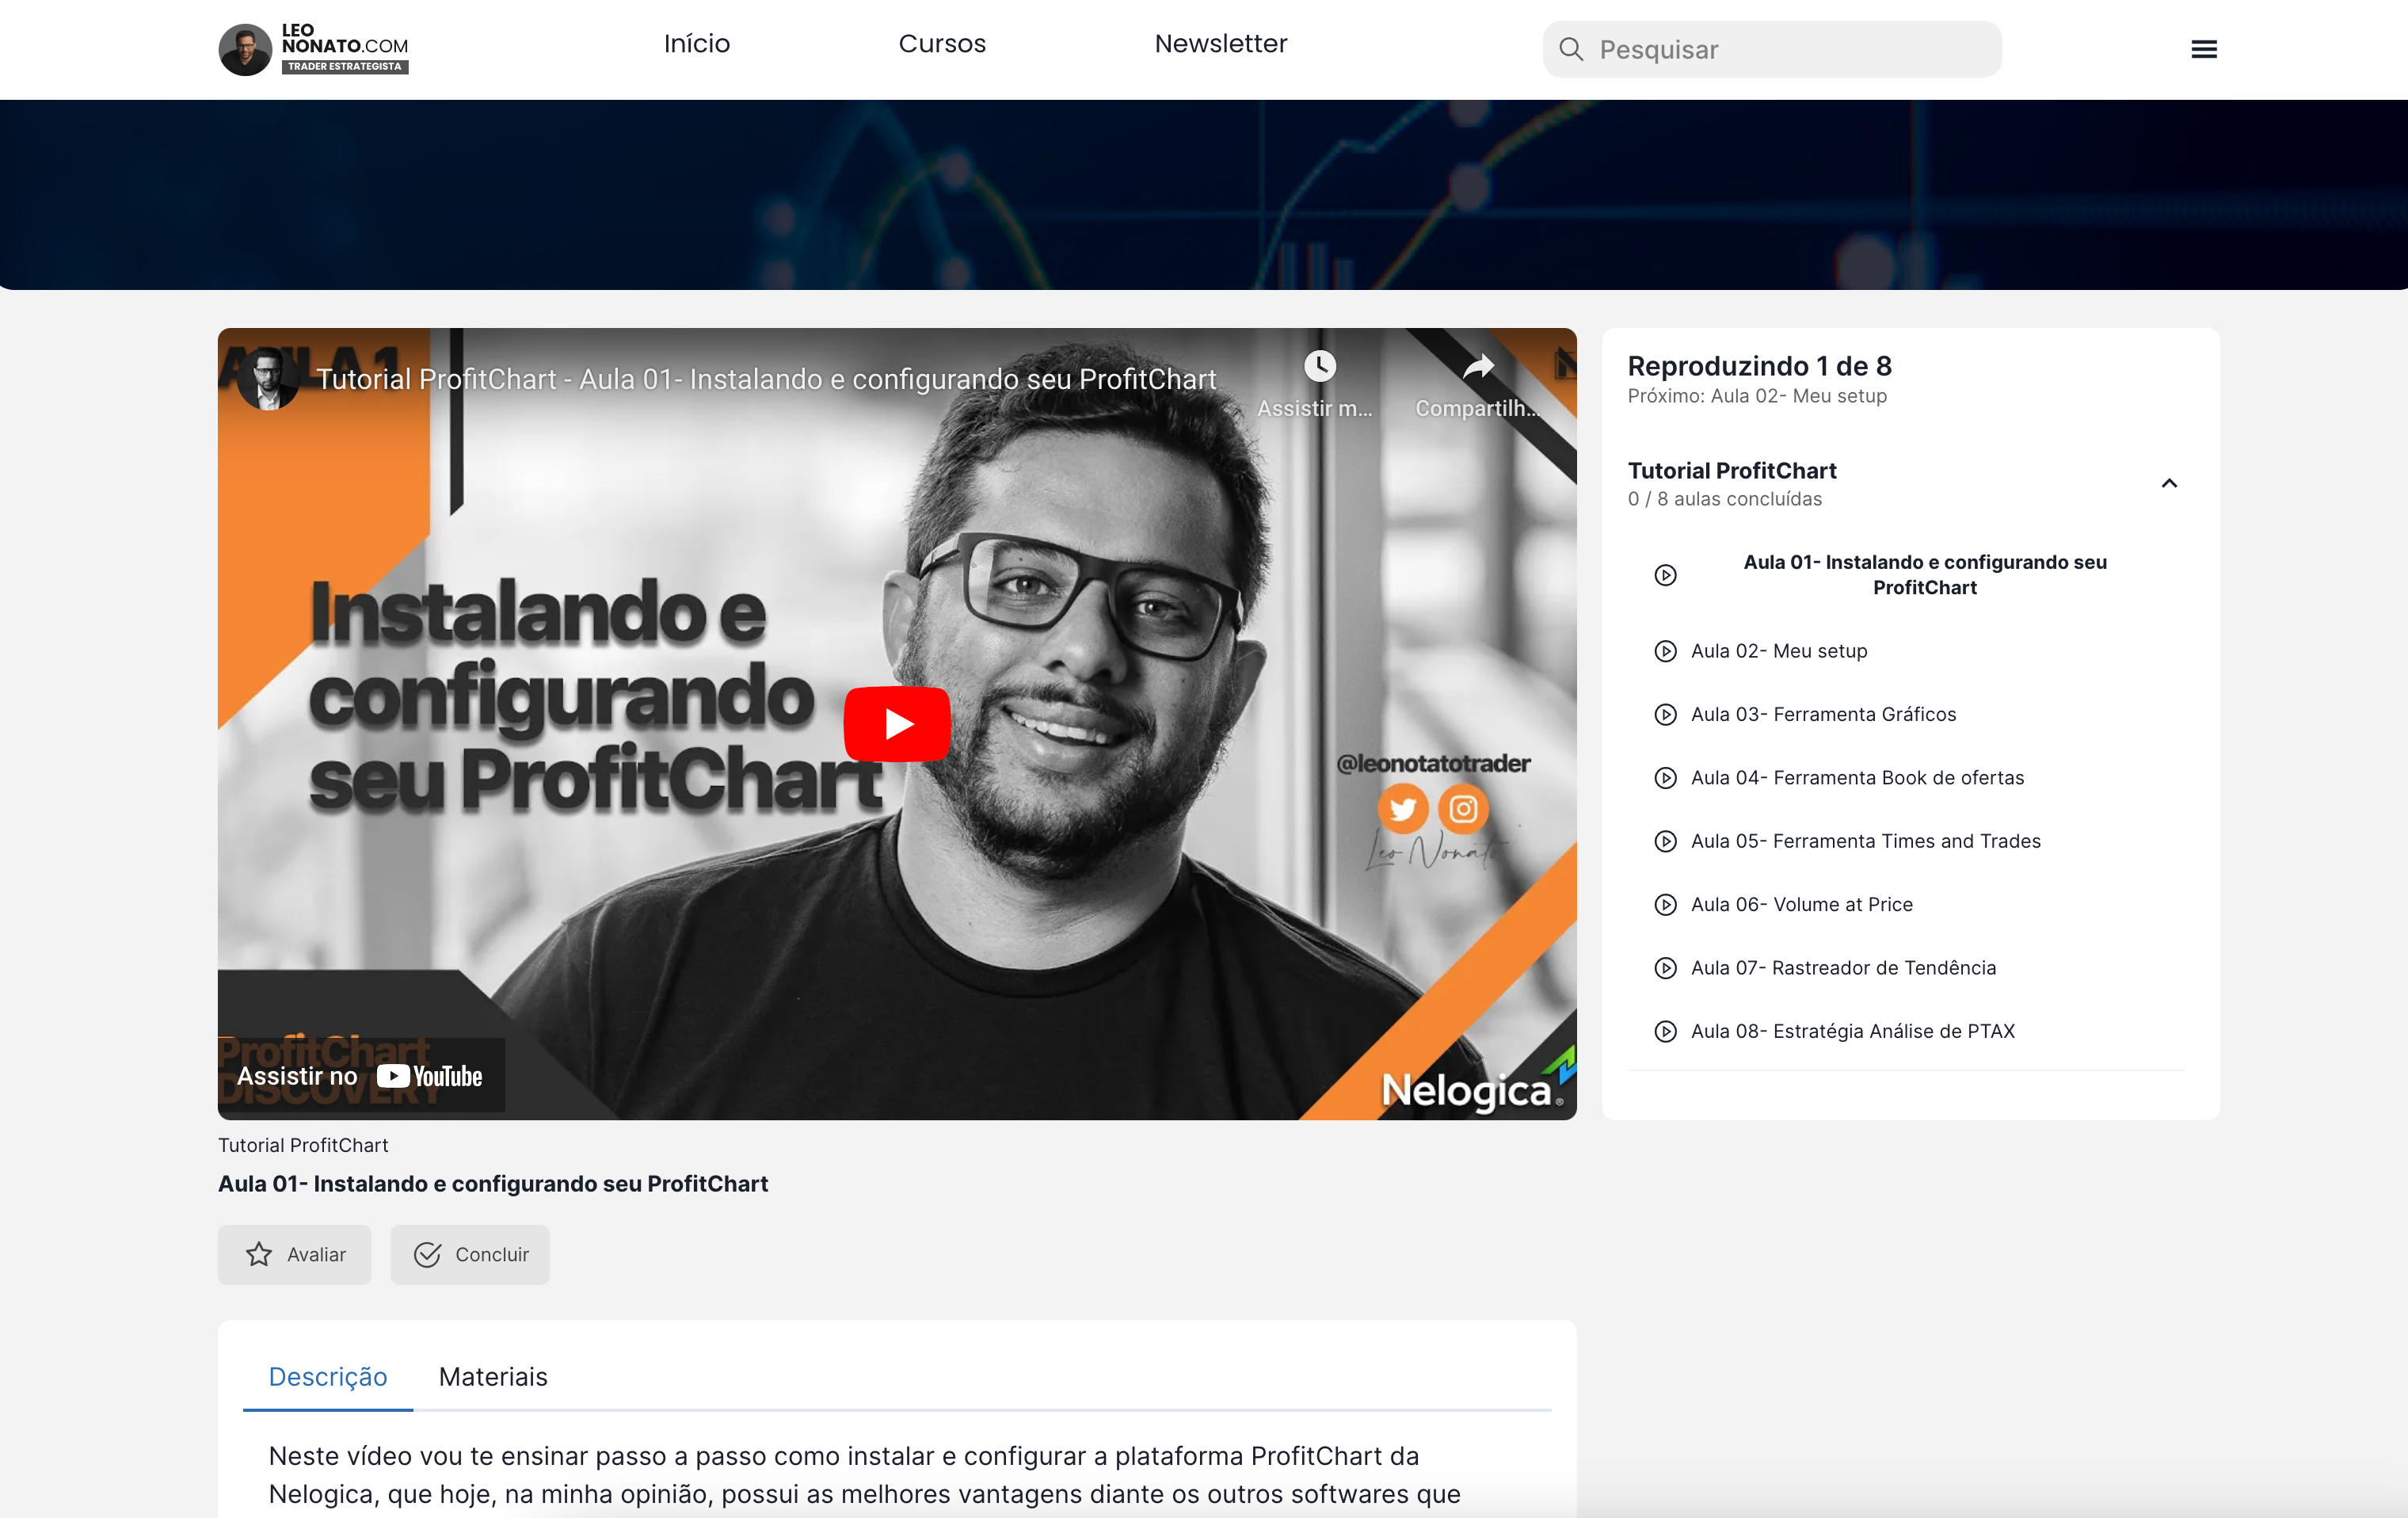 LEO
NONATO.COM
TRADER ESTRATEGISTA
Início
Cursos
Newsletter
Pesquisar
AULA 1
Tutorial ProfitChart - Aula 01- Instalando e configurando seu ProfitChart
Assistir m...
Compartilh...
Instalando e
configurando
seu ProfitChart
@leonotatotrader
Leo Nonato
ProfitChart
DISCOVERY
Assistir no YouTube
Nelogica
Reproduzindo 1 de 8
Próximo: Aula 02- Meu setup
Tutorial ProfitChart
0 / 8 aulas concluídas
Aula 01- Instalando e configurando seu
ProfitChart
Aula 02- Meu setup
Aula 03- Ferramenta Gráficos
Aula 04- Ferramenta Book de ofertas
Aula 05- Ferramenta Times and Trades
Aula 06- Volume at Price
Aula 07- Rastreador de Tendência
Aula 08- Estratégia Análise de PTAX
Tutorial ProfitChart
Aula 01- Instalando e configurando seu ProfitChart
Avaliar
Concluir
Descrição
Materiais
Neste vídeo vou te ensinar passo a passo como instalar e configurar a plataforma ProfitChart da
Nelogica, que hoje, na minha opinião, possui as melhores vantagens diante os outros softwares que